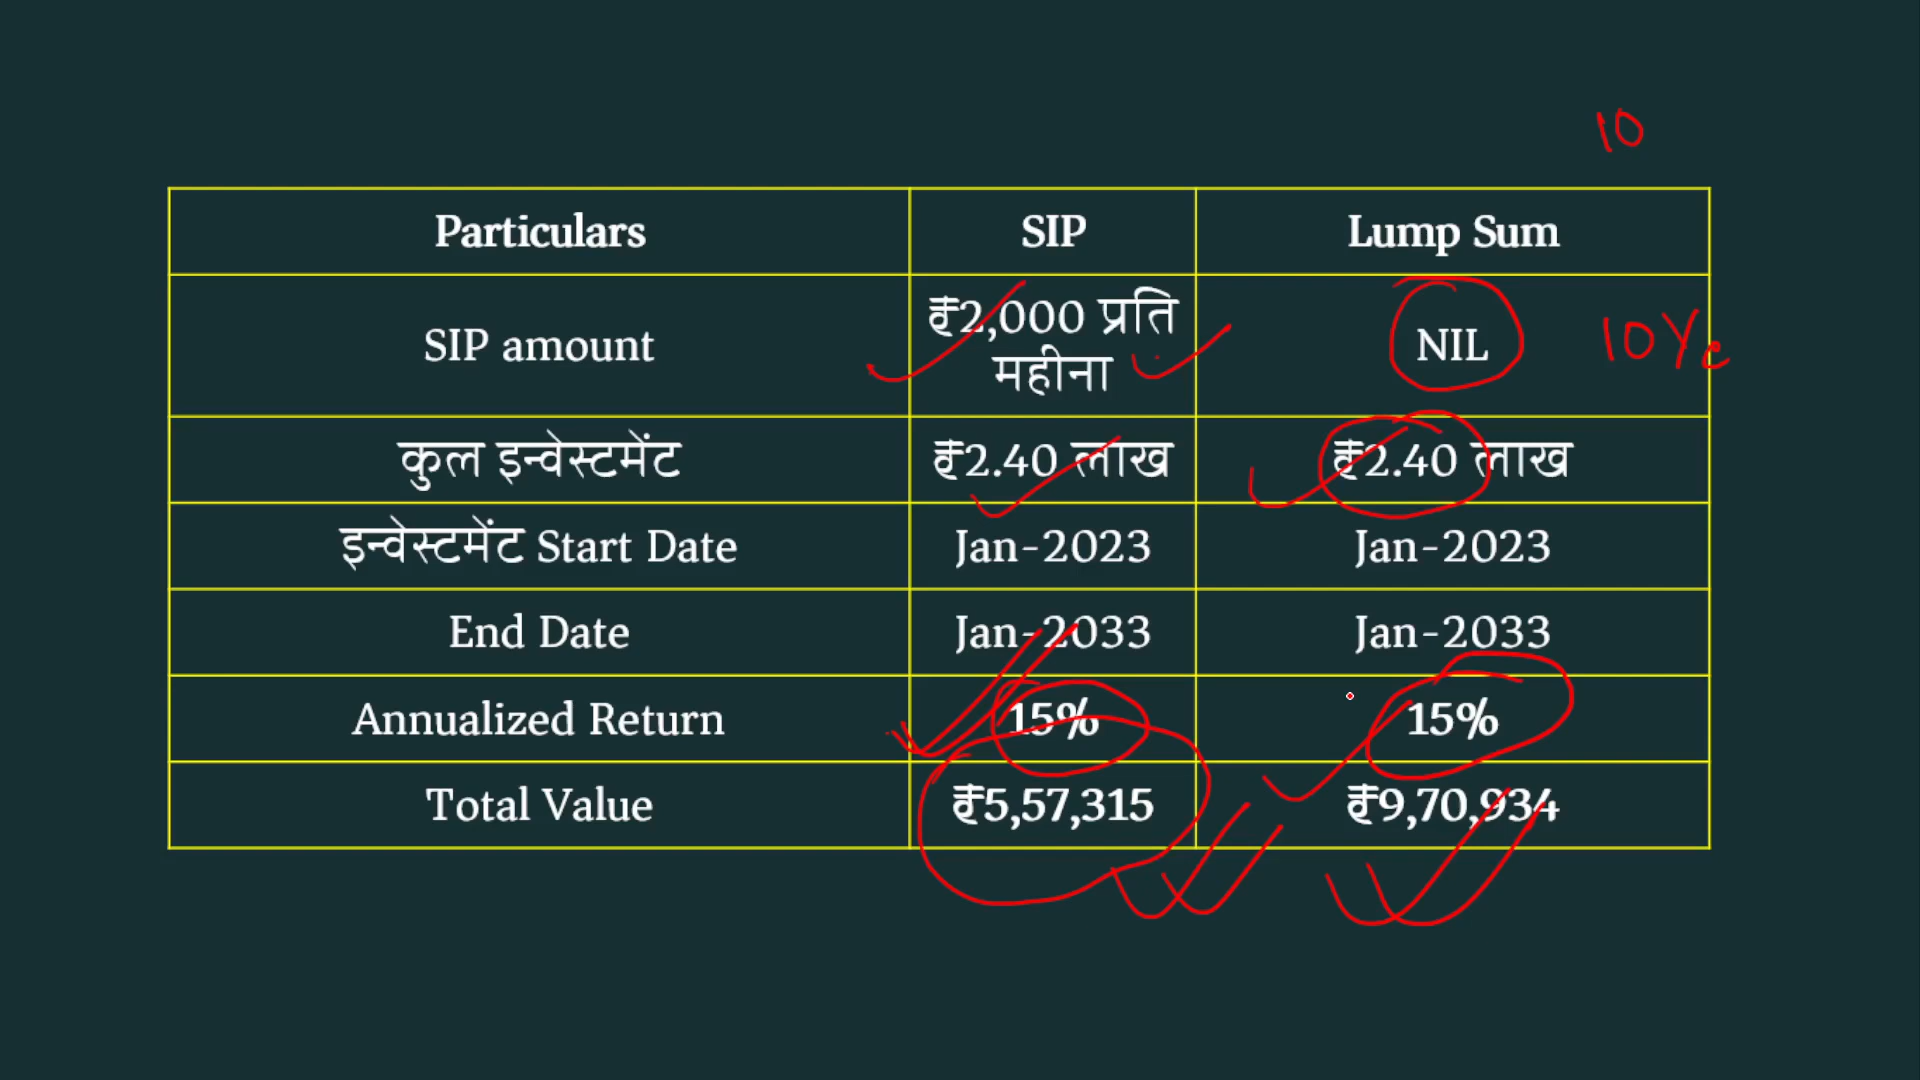 10
Particulars SIP Lump Sum
SIP amount ₹2,000 प्रति महीना NIL 10Yr
कुल इन्वेस्टमेंट ₹2.40 लाख ₹2.40 लाख
इन्वेस्टमेंट Start Date Jan-2023 Jan-2023
End Date Jan-2033 Jan-2033
Annualized Return 15% 15%
Total Value ₹5,57,315 ₹9,70,934